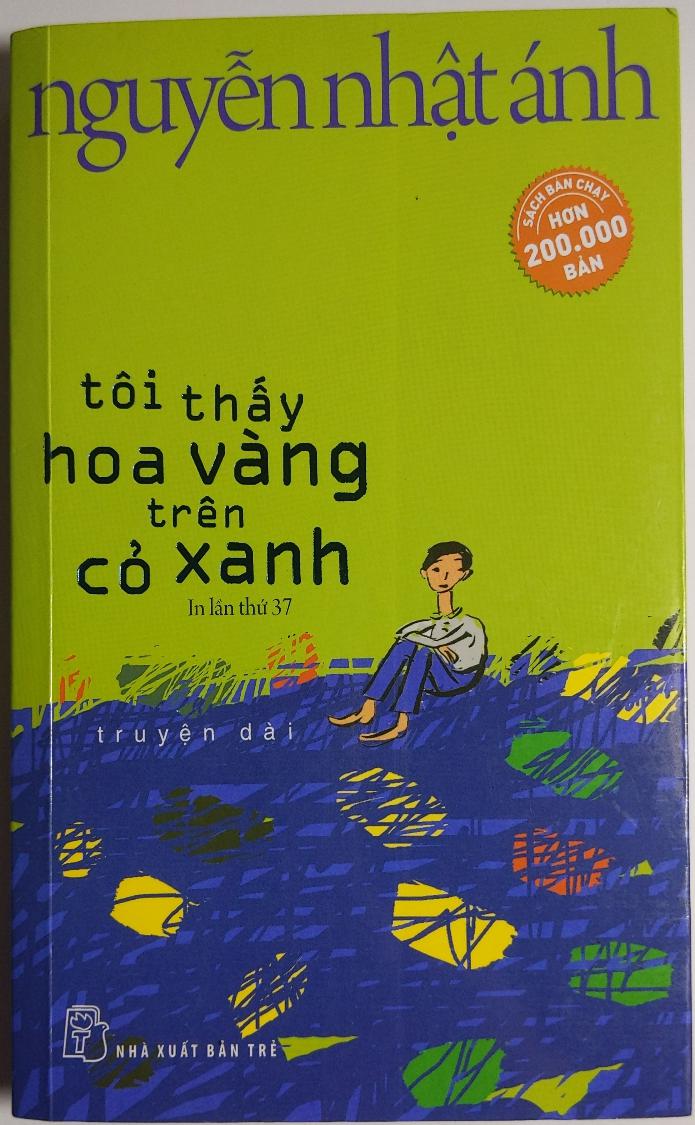 nguyễn nhật ánh
SÁCH BÁN CHẠY
HƠN
200.000
BẢN
tôi thấy
hoa vàng
trên
cỏ xanh
In lần thứ 37
truyện dài
NHÀ XUẤT BẢN TRẺ